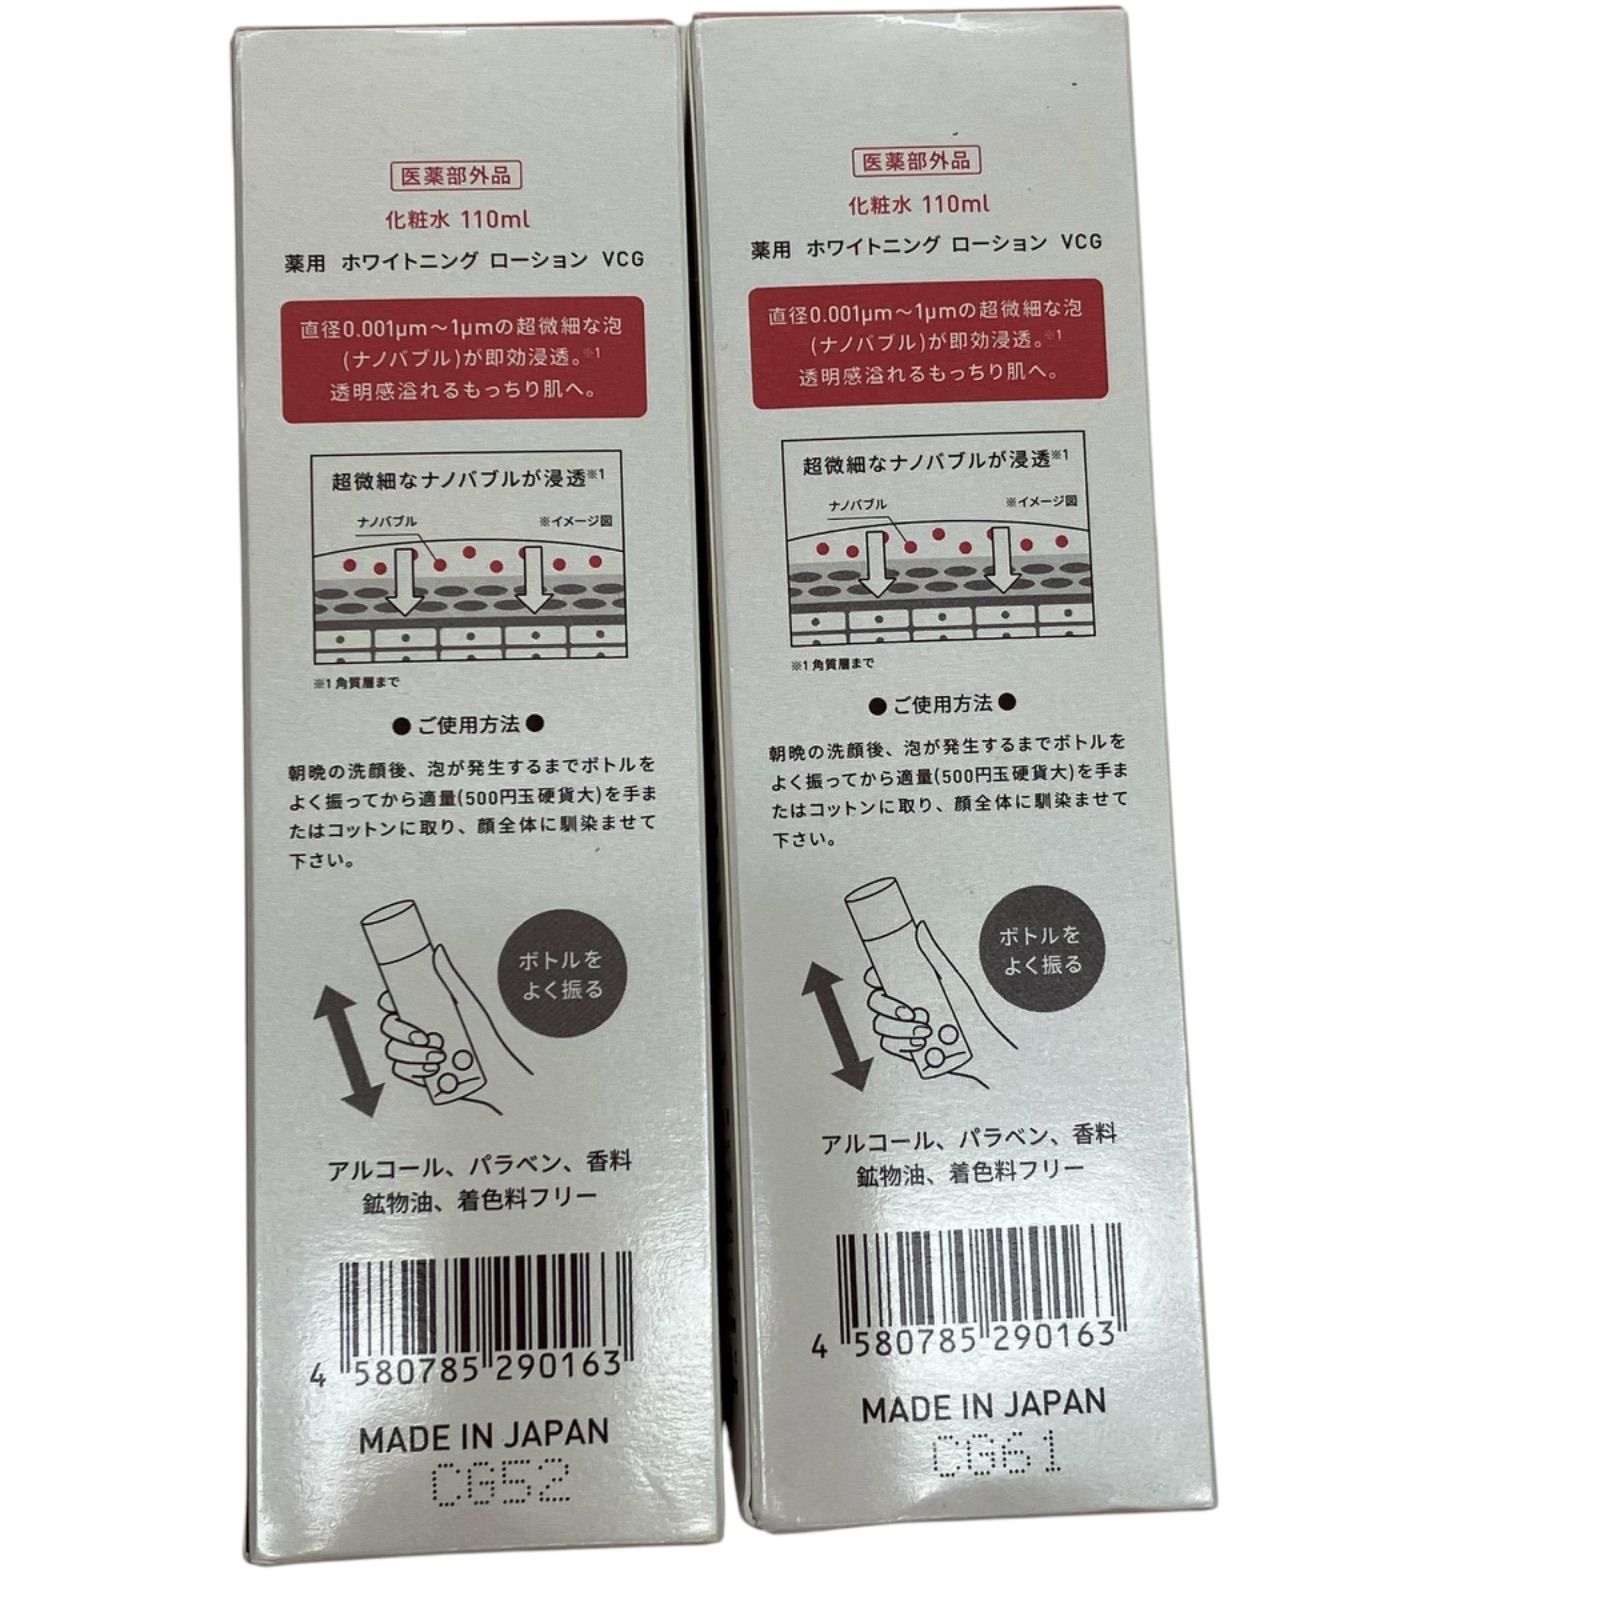 医薬部外品
化粧水 110ml
薬用 ホワイトニング ローション VCG
直径0.001μm～1μmの超微細な泡
(ナノバブル)が即効浸透。※1
透明感溢れるもっちり肌へ。
超微細なナノバブルが浸透※1
ナノバブル
※イメージ図
※1 角質層まで
●ご使用方法●
朝晩の洗顔後、泡が発生するまでボトルを
よく振ってから適量(500円玉硬貨大)を手ま
たはコットンに取り、顔全体に馴染ませて
下さい。
ボトルを
よく振る
アルコール、パラベン、香料
鉱物油、着色料フリー
4 580785 290163
MADE IN JAPAN
CG52
医薬部外品
化粧水 110ml
薬用 ホワイトニング ローション VCG
直径0.001μm～1μmの超微細な泡
(ナノバブル)が即効浸透。※1
透明感溢れるもっちり肌へ。
超微細なナノバブルが浸透※1
ナノバブル
※イメージ図
※1 角質層まで
●ご使用方法●
朝晩の洗顔後、泡が発生するまでボトルを
よく振ってから適量(500円玉硬貨大)を手ま
たはコットンに取り、顔全体に馴染ませて
下さい。
ボトルを
よく振る
アルコール、パラベン、香料
鉱物油、着色料フリー
4 580785 290163
MADE IN JAPAN
CG61